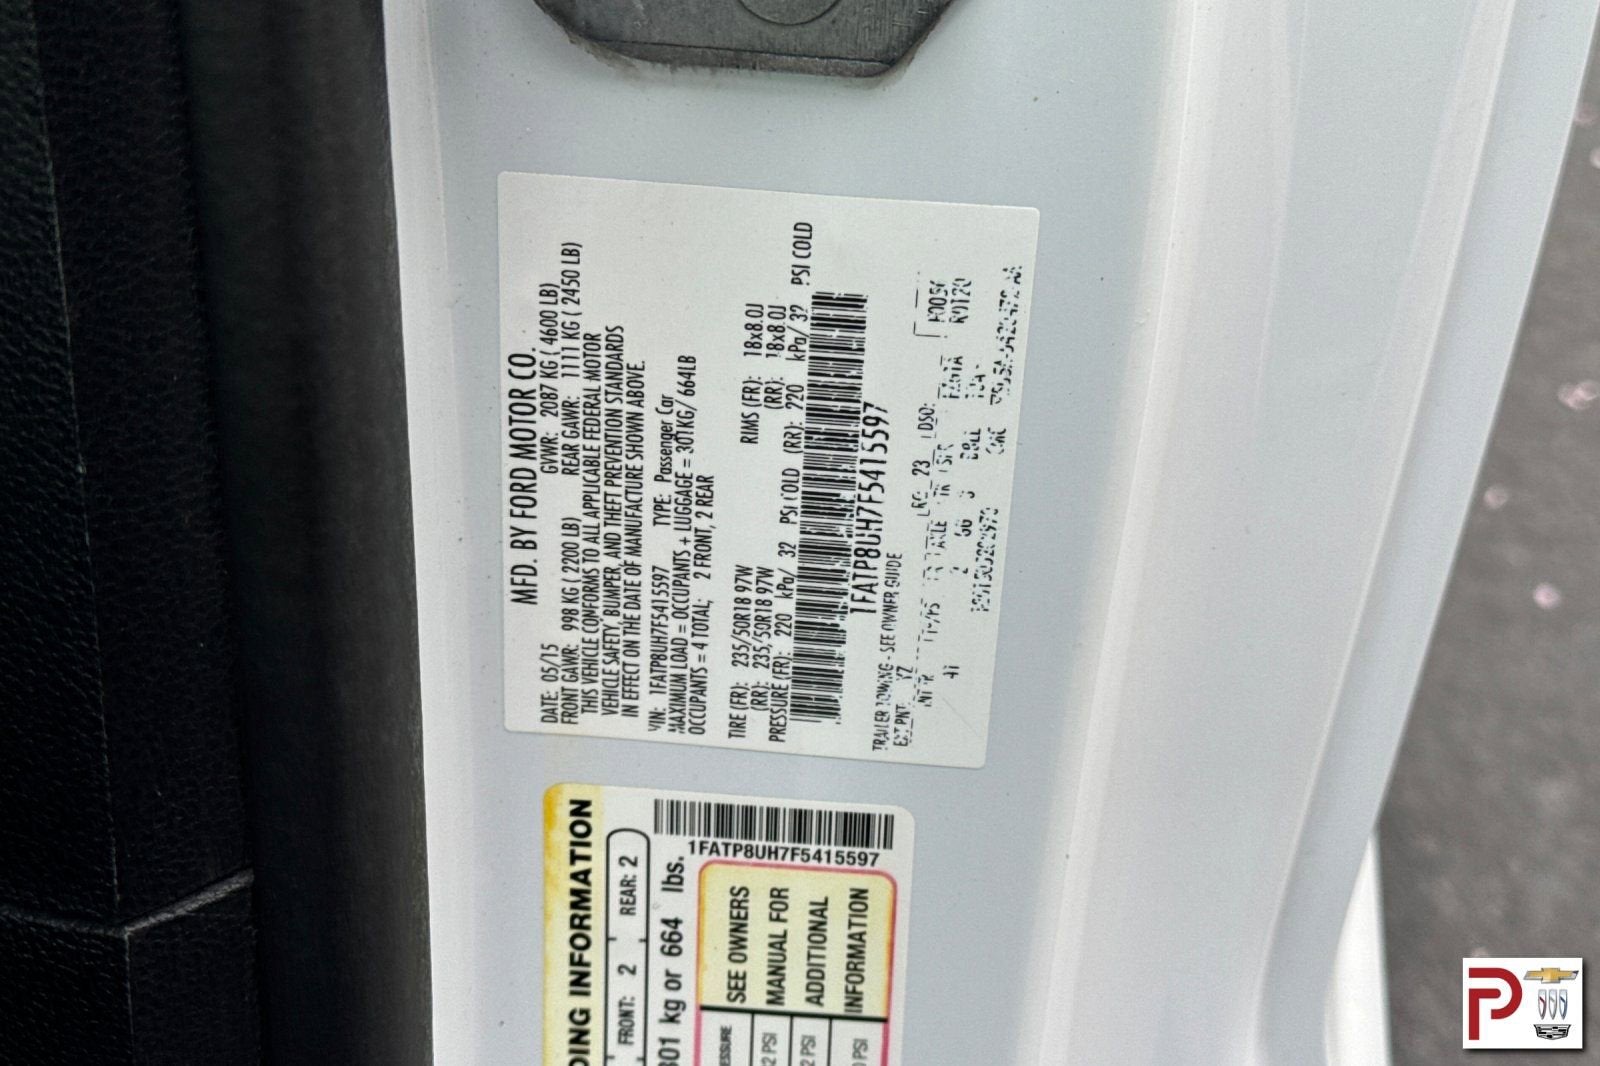 MFD. BY FORD MOTOR CO.
DATE: 05/15 GVWR: 2087 KG ( 4600 LB)
FRONT GAWR: 998 KG ( 2200 LB) REAR GAWR: 1111 KG ( 2450 LB)
THIS VEHICLE CONFORMS TO ALL APPLICABLE FEDERAL MOTOR
VEHICLE SAFETY, BUMPER, AND THEFT PREVENTION STANDARDS
IN EFFECT ON THE DATE OF MANUFACTURE SHOWN ABOVE.
VIN: 1FATP8UH7F5415597 TYPE: Passenger Car
MAXIMUM LOAD = OCCUPANTS + LUGGAGE = 301KG/ 664LB
OCCUPANTS = 4 TOTAL; 2 FRONT, 2 REAR
TIRE (FR): 235/50R18 97W RIMS (FR): 18x8.0J
(RR): 235/50R18 97W (RR): 18x8.0J
PRESSURE (FR): 220 kPa/ 32 PSI COLD (RR): 220 kPa/ 32 PSI COLD
1FATP8UH7F5415597
TRAILER TOWING - SEE OWNER GUIDE
EXT PNT: YZ 23 DSO:
1FATP8UH7F5415597
DING INFORMATION
FRONT: 2 REAR: 2
301 kg or 664 lbs.
SEE OWNERS
MANUAL FOR
ADDITIONAL
INFORMATION
P